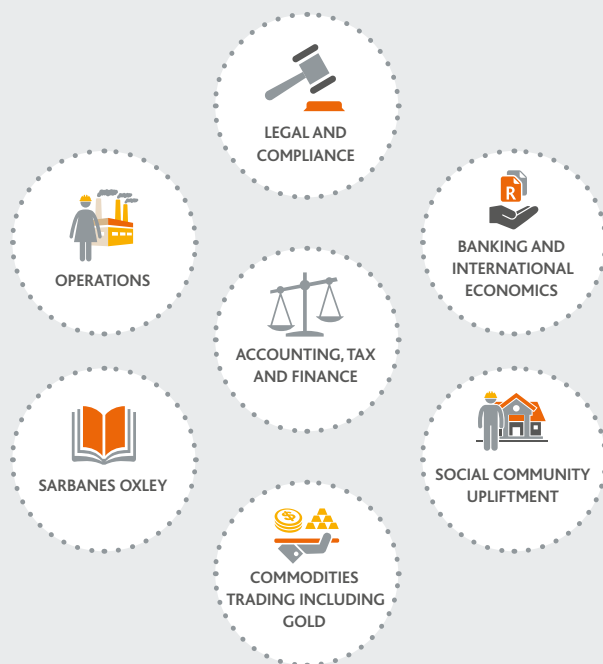 LEGAL AND
COMPLIANCE
OPERATIONS
R
BANKING AND
INTERNATIONAL
ECONOMICS
ACCOUNTING, TAX
AND FINANCE
SARBANES OXLEY
SOCIAL COMMUNITY
UPLIFTMENT
$
COMMODITIES
TRADING INCLUDING
GOLD